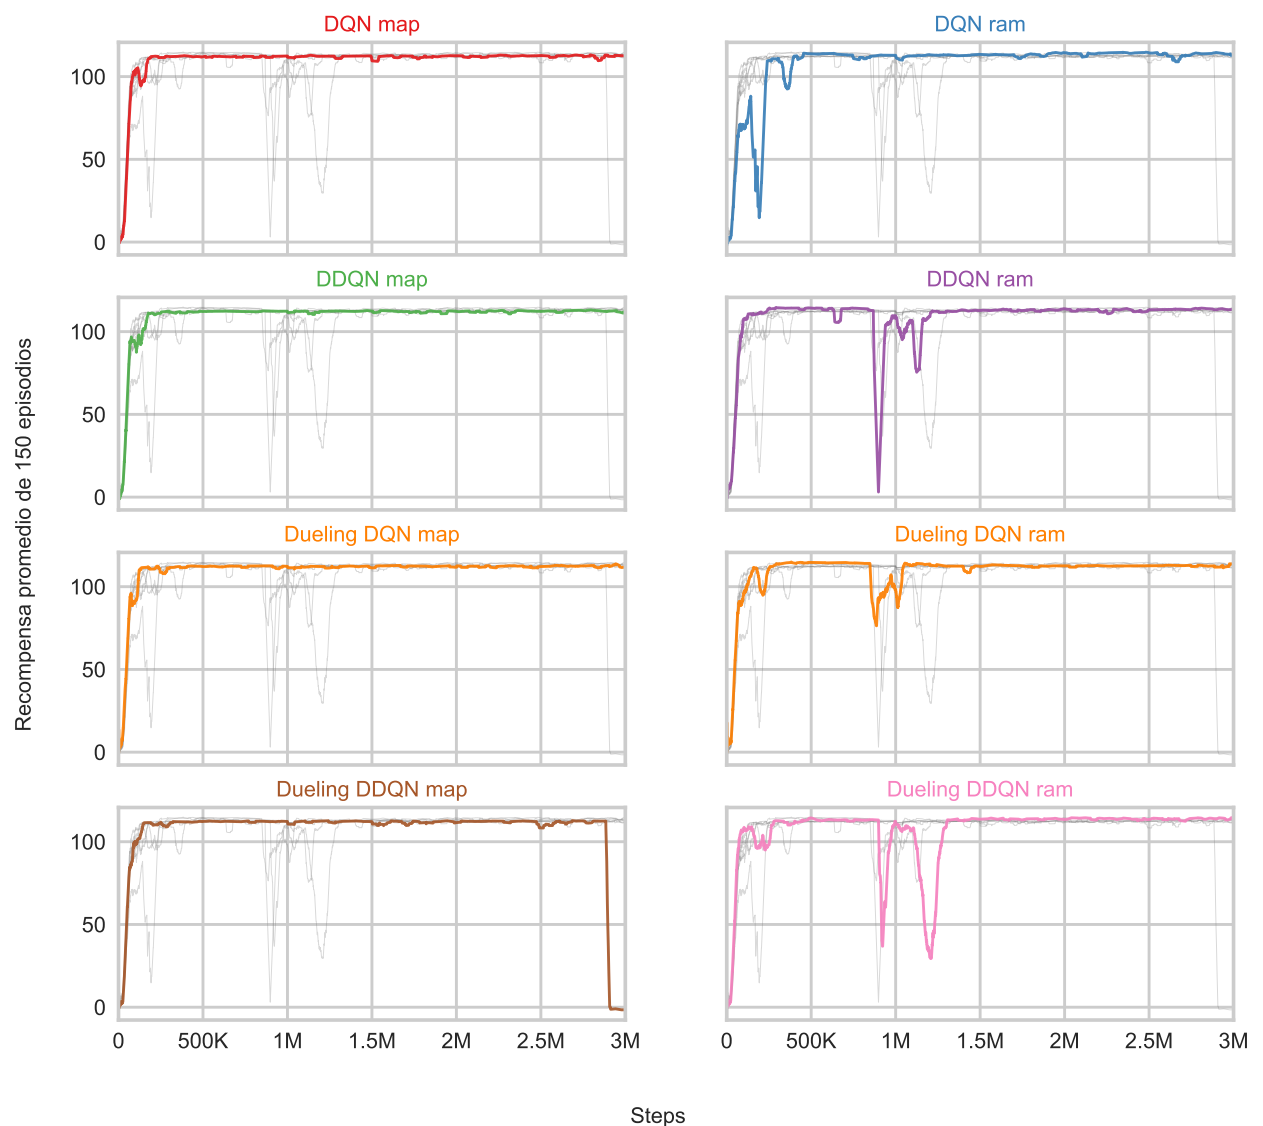 DQN map
DQN ram
100
50
0
DDQN map
DDQN ram
100
50
0
Recompensa promedio de 150 episodios
Dueling DQN map
Dueling DQN ram
100
50
0
Dueling DDQN map
Dueling DDQN ram
100
50
0
0 500K 1M 1.5M 2M 2.5M 3M
0 500K 1M 1.5M 2M 2.5M 3M
Steps